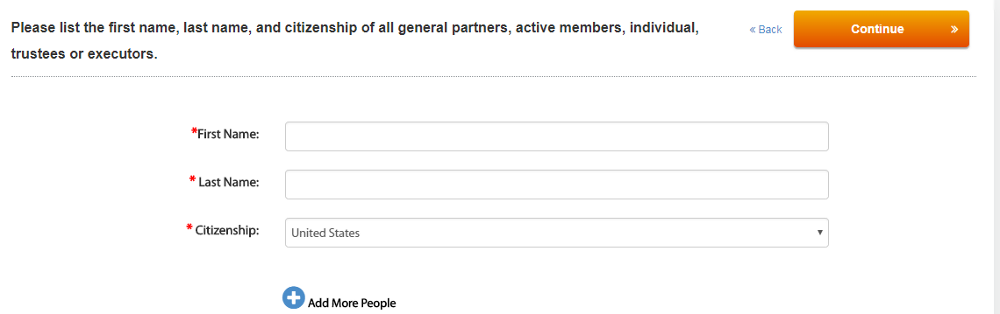 Please list the first name, last name, and citizenship of all general partners, active members, individual,
trustees or executors.
« Back
Continue »
*First Name:
* Last Name:
* Citizenship:
United States
Add More People